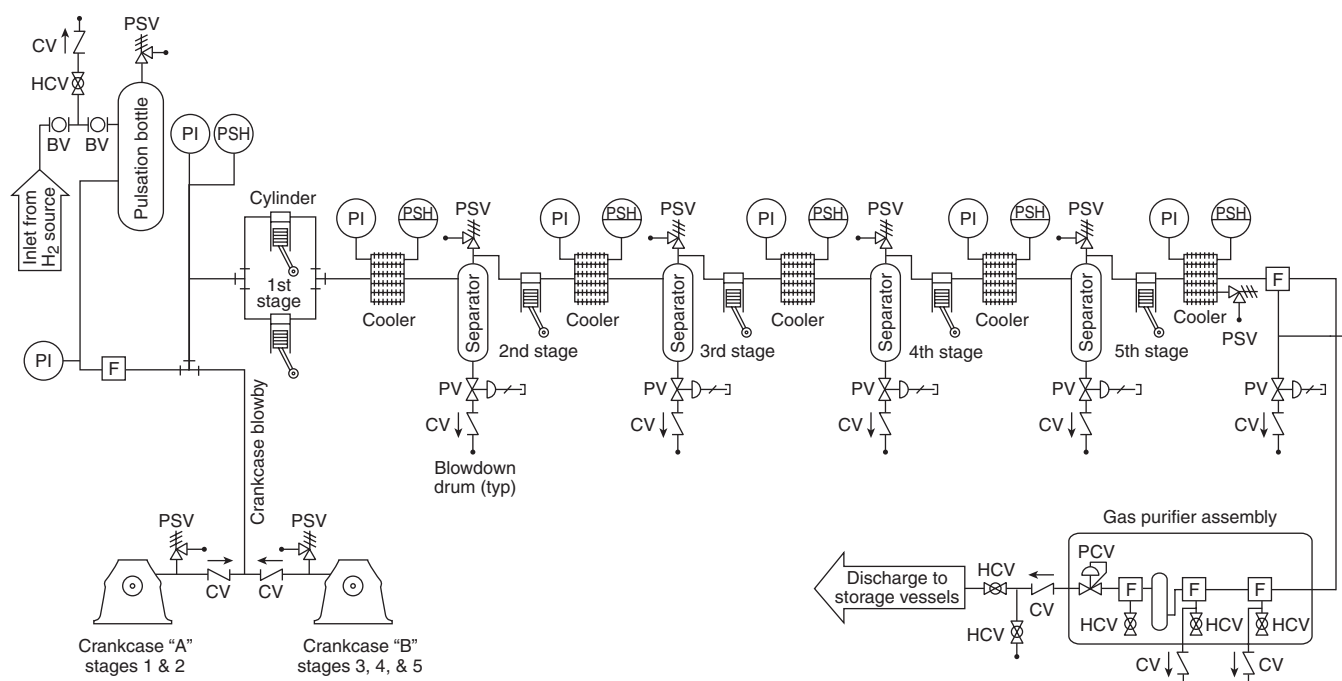 PSV
CV
HCV
BV
BV
Pulsation bottle
Inlet from
H2 source
PI
PSH
Cylinder
1st
stage
PI
PSH
Cooler
PSV
Separator
2nd stage
PI
PSH
Cooler
PSV
Separator
3rd stage
PI
PSH
Cooler
PSV
Separator
4th stage
PI
PSH
Cooler
PSV
Separator
5th stage
PI
PSH
Cooler
PSV
F
PI
F
PV
CV
Blowdown
drum (typ)
PV
CV
PV
CV
PV
CV
PV
CV
Crankcase blowby
PSV
PSV
CV
CV
Crankcase “A”
stages 1 & 2
Crankcase “B”
stages 3, 4, & 5
Gas purifier assembly
Discharge to
storage vessels
HCV
CV
HCV
PCV
F
F
F
HCV
HCV
HCV
CV
CV